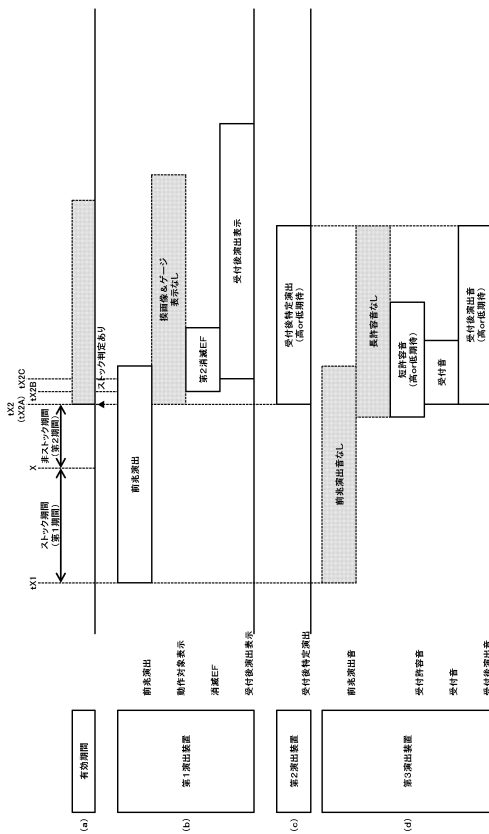 tX1
X
tX2
(tX2A)
tX2B
tX2C
ストック期間
(第1期間)
非ストック期間
(第2期間)
ストック判定あり
(a)
有効期間
(b)
第1演出装置
前兆演出
前兆演出
動作対象表示
操画像&ゲージ
表示なし
消滅EF
第2消滅EF
受付後演出表示
受付後演出表示
(c)
第2演出装置
受付後特定演出
受付後特定演出
(高or低期待)
(d)
第3演出装置
前兆演出音
前兆演出音なし
長許容音なし
受付許容音
短許容音
(高or低期待)
受付音
受付音
受付後演出音
受付後演出音
(高or低期待)